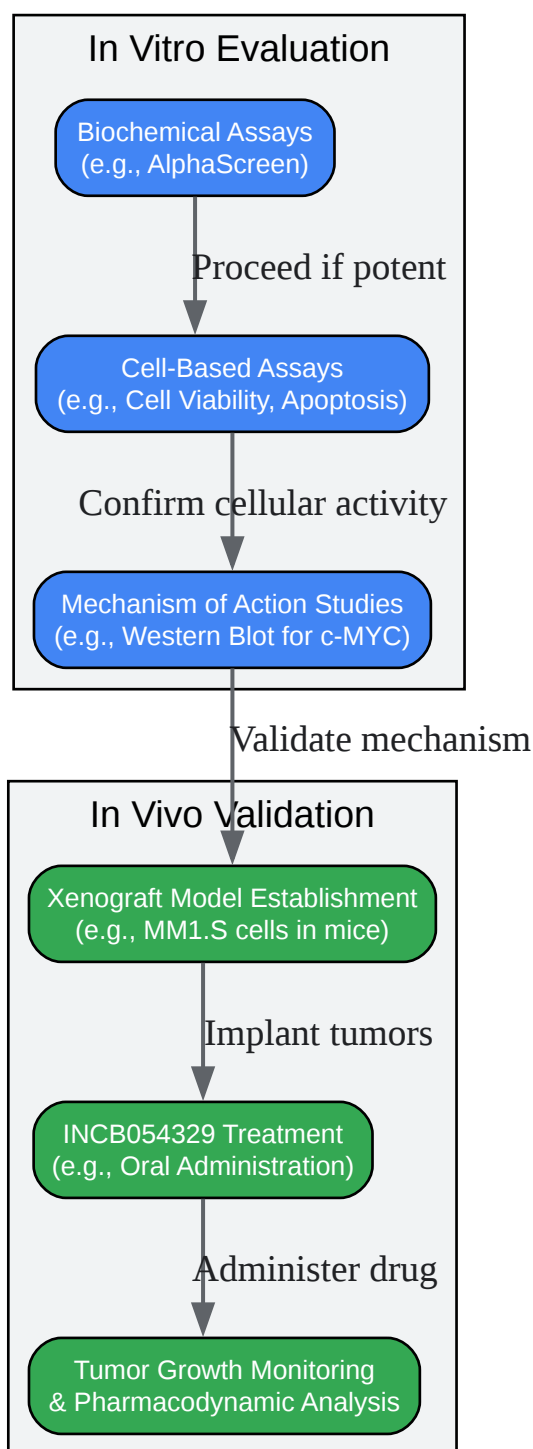 In Vitro Evaluation
Biochemical Assays
(e.g., AlphaScreen)
Proceed if potent
Cell-Based Assays
(e.g., Cell Viability, Apoptosis)
Confirm cellular activity
Mechanism of Action Studies
(e.g., Western Blot for c-MYC)
Validate mechanism
In Vivo Validation
Xenograft Model Establishment
(e.g., MM1.S cells in mice)
Implant tumors
INCB054329 Treatment
(e.g., Oral Administration)
Administer drug
Tumor Growth Monitoring
& Pharmacodynamic Analysis